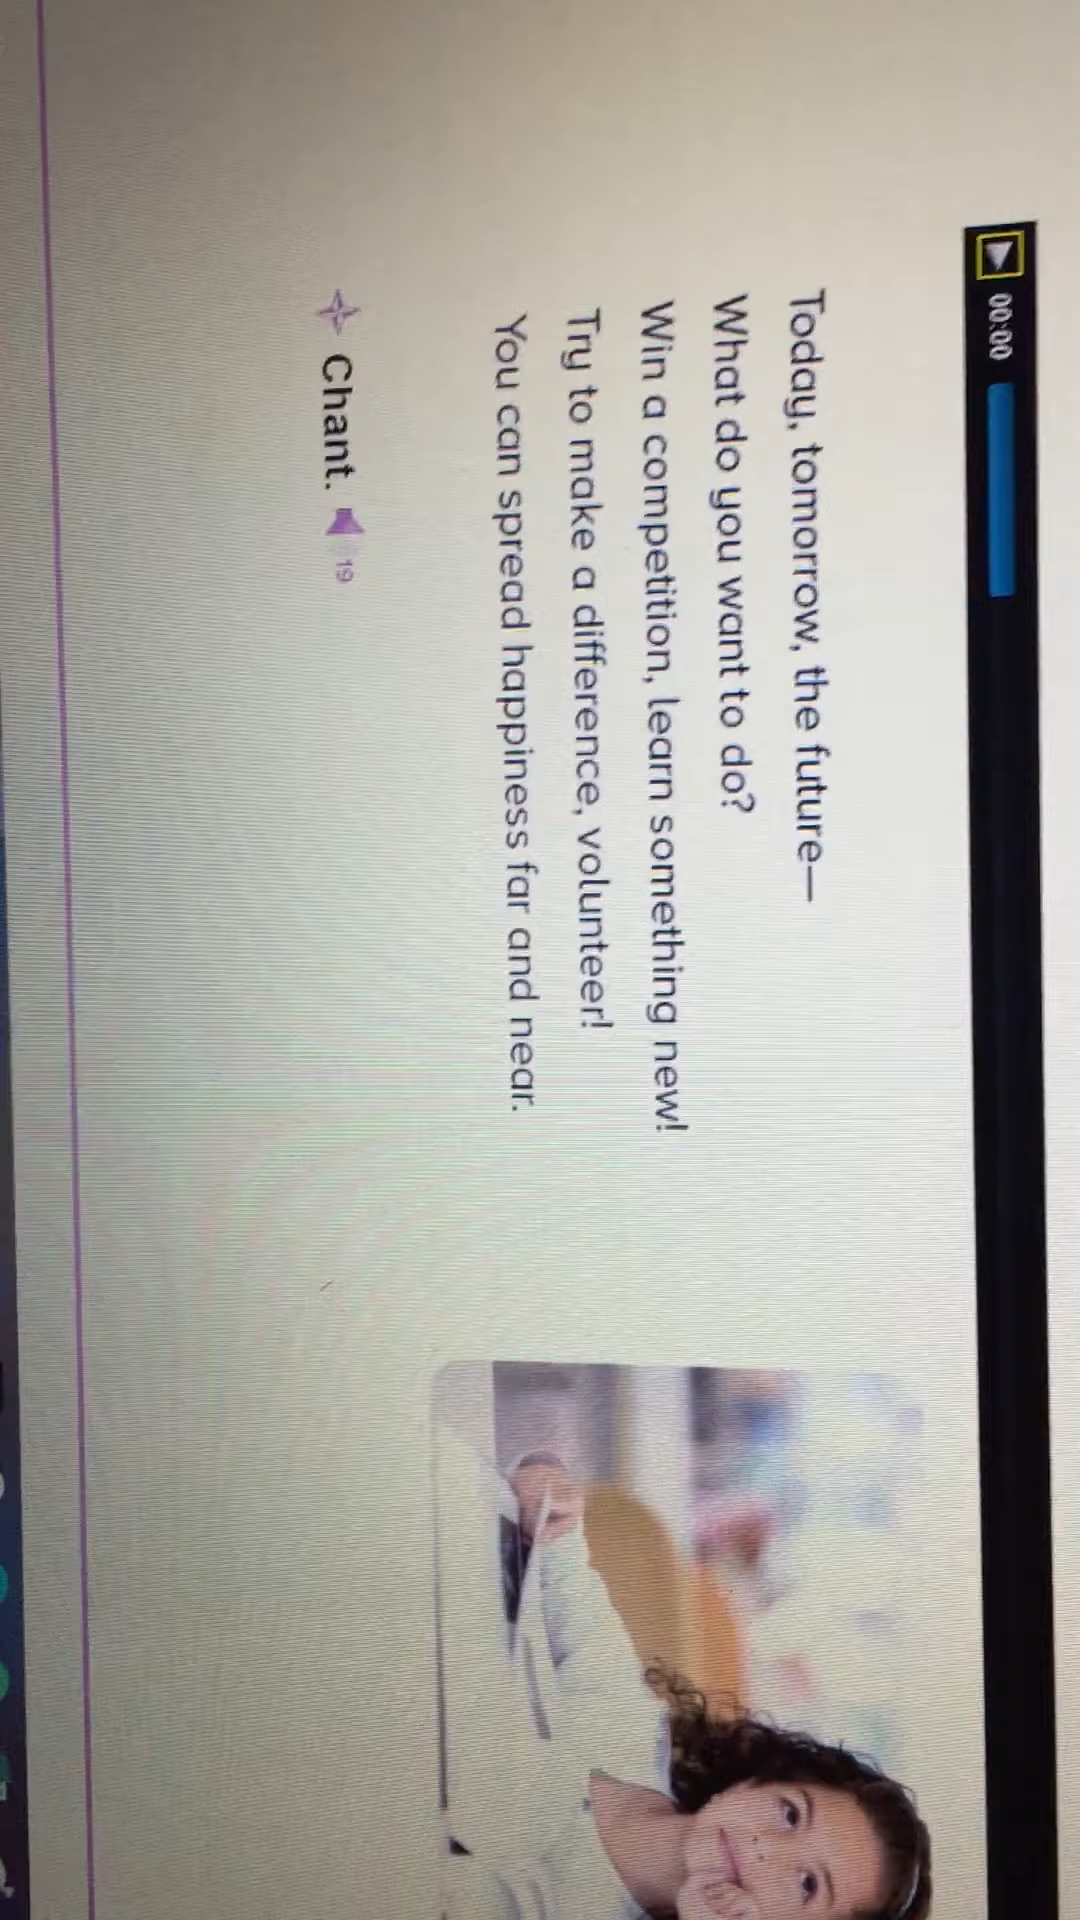 00:00
Today, tomorrow, the future—
What do you want to do?
Win a competition, learn something new!
Try to make a difference, volunteer!
You can spread happiness far and near.
Chant. 19